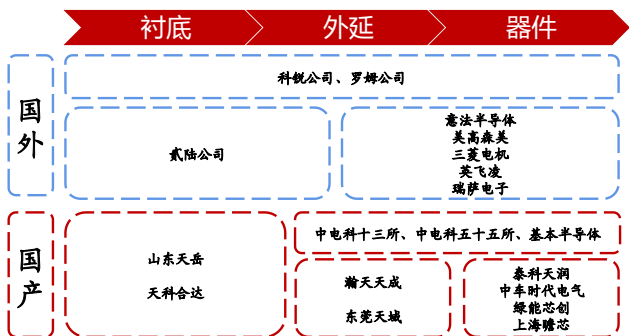 衬底
外延
器件
国外
科锐公司、罗姆公司
贰陆公司
意法半导体
美高森美
三菱电机
英飞凌
瑞萨电子
国产
山东天岳
天科合达
中电科十三所、中电科五十五所、基本半导体
瀚天天成
东莞天域
泰科天润
中车时代电气
绿能芯创
上海瞻芯